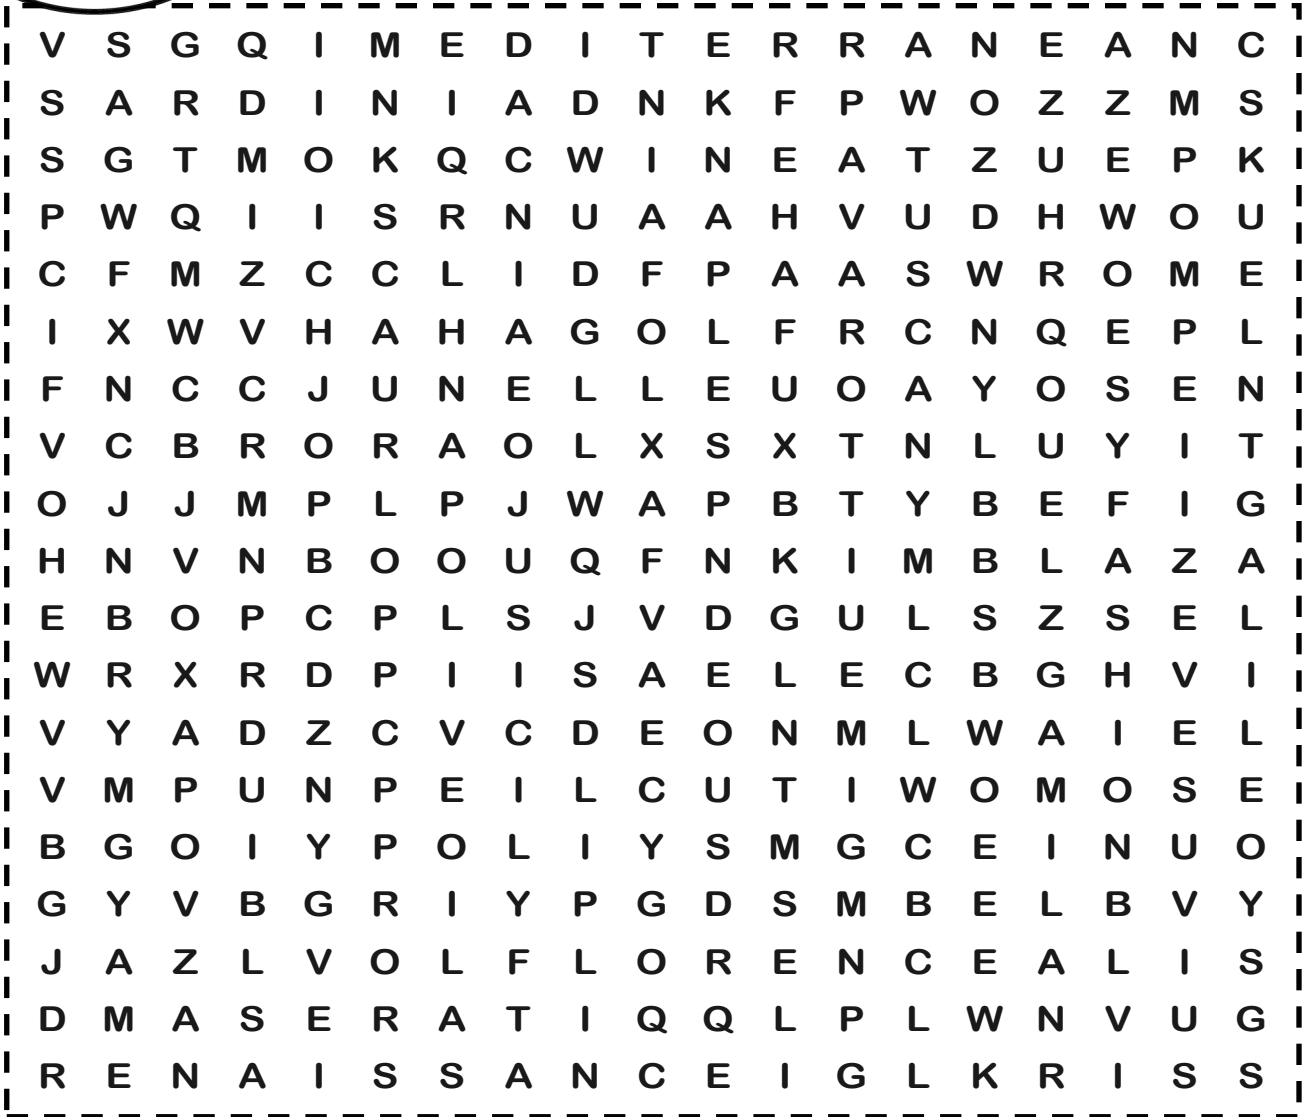 V S G Q I M E D I T E R R A N E A N C
S A R D I N I A D N K F P W O Z Z M S
S G T M O K Q C W I N E A T Z U E P K
P W Q I I S R N U A A H V U D H W O U
C F M Z C C L I D F P A A S W R O M E
I X W V H A H A G O L F R C N Q E P L
F N C C J U N E L L E U O A Y O S E N
V C B R O R A O L X S X T N L U Y I T
O J J M P L P J W A P B T Y B E F I G
H N V N B O O U Q F N K I M B L A Z A
E B O P C P L S J V D G U L S Z S E L
W R X R D P I I S A E L E C B G H V I
V Y A D Z C V C D E O N M L W A I E L
V M P U N P E I L C U T I W O M O S E
B G O I Y P O L I Y S M G C E I N U O
G Y V B G R I Y P G D S M B E L B V Y
J A Z L V O L F L O R E N C E A L I S
D M A S E R A T I Q Q L P L W N V U G
R E N A I S S A N C E I G L K R I S S